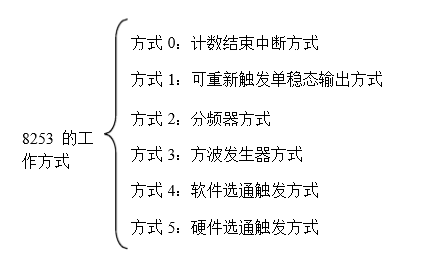 8253 的工
作方式
方式 0：计数结束中断方式
方式 1：可重新触发单稳态输出方式
方式 2：分频器方式
方式 3：方波发生器方式
方式 4：软件选通触发方式
方式 5：硬件选通触发方式